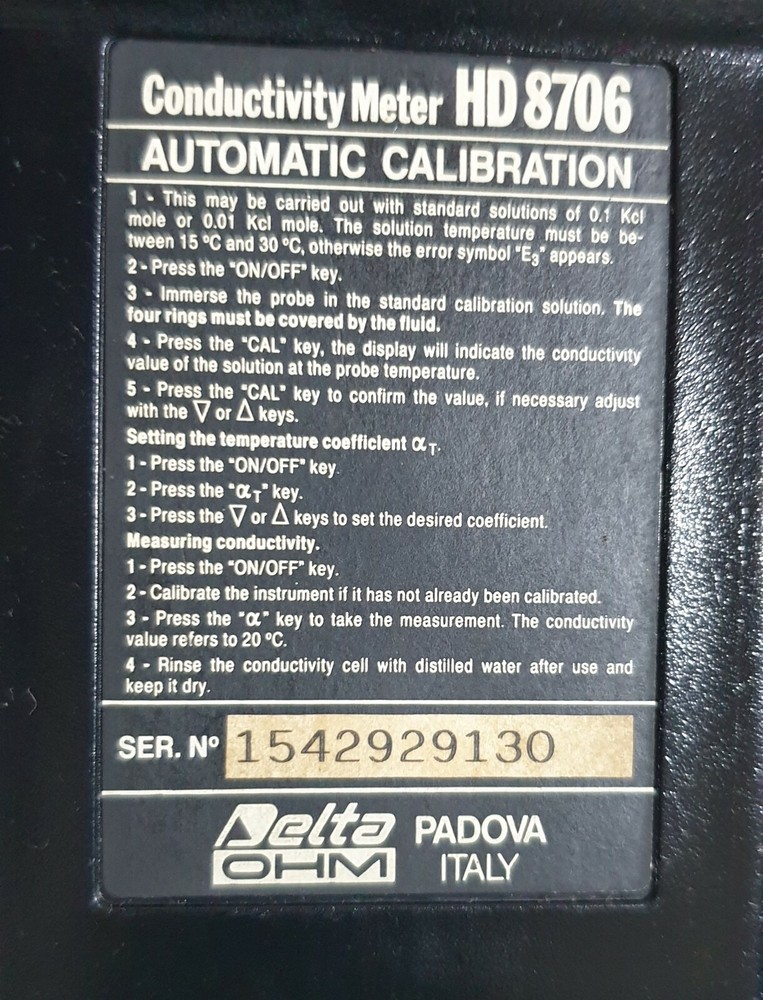 Conductivity Meter HD 8706
AUTOMATIC CALIBRATION
1 - This may be carried out with standard solutions of 0.1 Kcl
mole or 0.01 Kcl mole. The solution temperature must be be-
tween 15 ºC and 30 ºC, otherwise the error symbol "E₃" appears.
2 - Press the "ON/OFF" key.
3 - Immerse the probe in the standard calibration solution. The
four rings must be covered by the fluid.
4 - Press the "CAL" key, the display will indicate the conductivity
value of the solution at the probe temperature.
5 - Press the "CAL" key to confirm the value, if necessary adjust
with the ▽ or △ keys.
Setting the temperature coefficient αT.
1 - Press the "ON/OFF" key.
2 - Press the "αT" key.
3 - Press the ▽ or △ keys to set the desired coefficient.
Measuring conductivity.
1 - Press the "ON/OFF" key.
2 - Calibrate the instrument if it has not already been calibrated.
3 - Press the "α" key to take the measurement. The conductivity
value refers to 20 ºC.
4 - Rinse the conductivity cell with distilled water after use and
keep it dry.
SER. Nº 1542929130
Delta PADOVA
OHM ITALY